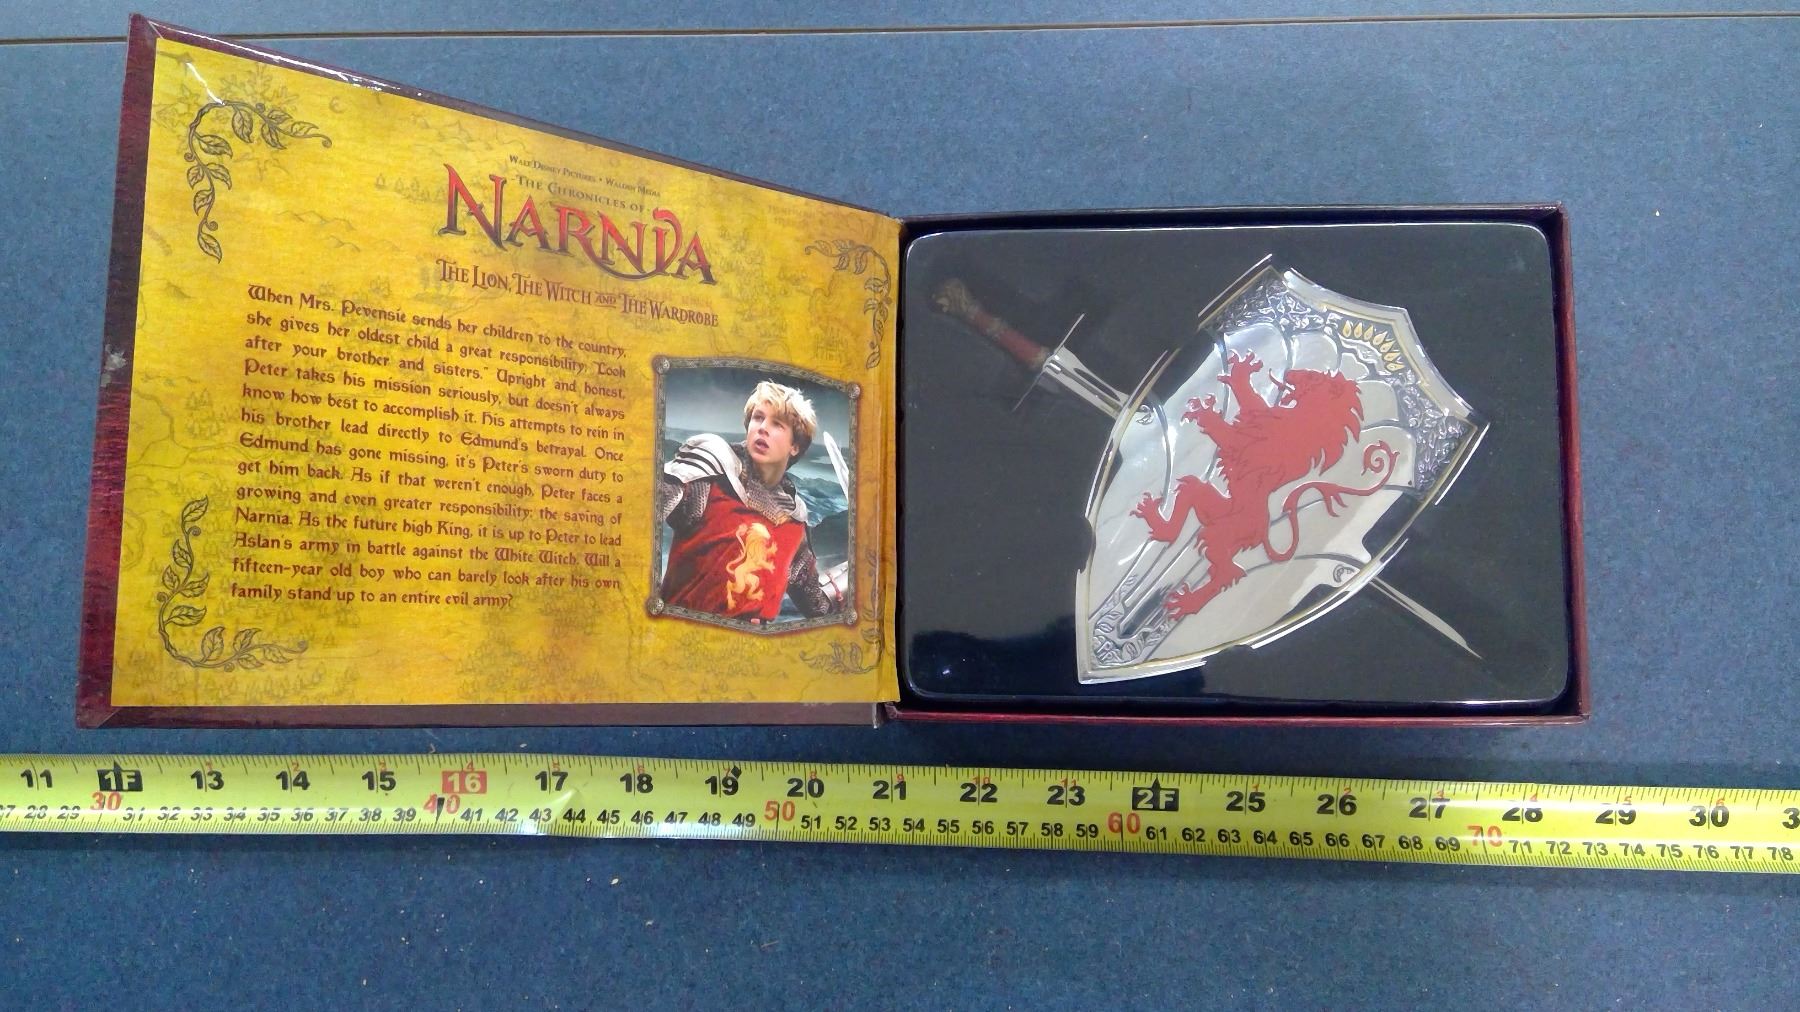 WALT DISNEY PICTURES • WALDEN MEDIA
THE CHRONICLES OF
NARNIA
THE LION, THE WITCH AND THE WARDROBE
When Mrs. Pevensie sends her children to the country,
she gives her oldest child a great responsibility: "Look
after your brother and sisters." Upright and honest,
Peter takes his mission seriously, but doesn't always
know how best to accomplish it. His attempts to rein in
his brother lead directly to Edmund's betrayal. Once
Edmund has gone missing, it's Peter's sworn duty to
get him back. As if that weren't enough, Peter faces a
growing and even greater responsibility: the saving of
Narnia. As the future high King, it is up to Peter to lead
Aslan's army in battle against the White Witch. Will a
fifteen-year old boy who can barely look after his own
family stand up to an entire evil army?
11 1F 13 14 15 16 17 18 19 20 21 22 23 2F 25 26 27 28 29 30
28 29 30 31 32 33 34 35 36 37 38 39 40 41 42 43 44 45 46 47 48 49 50 51 52 53 54 55 56 57 58 59 60 61 62 63 64 65 66 67 68 69 70 71 72 73 74 75 76 77 78